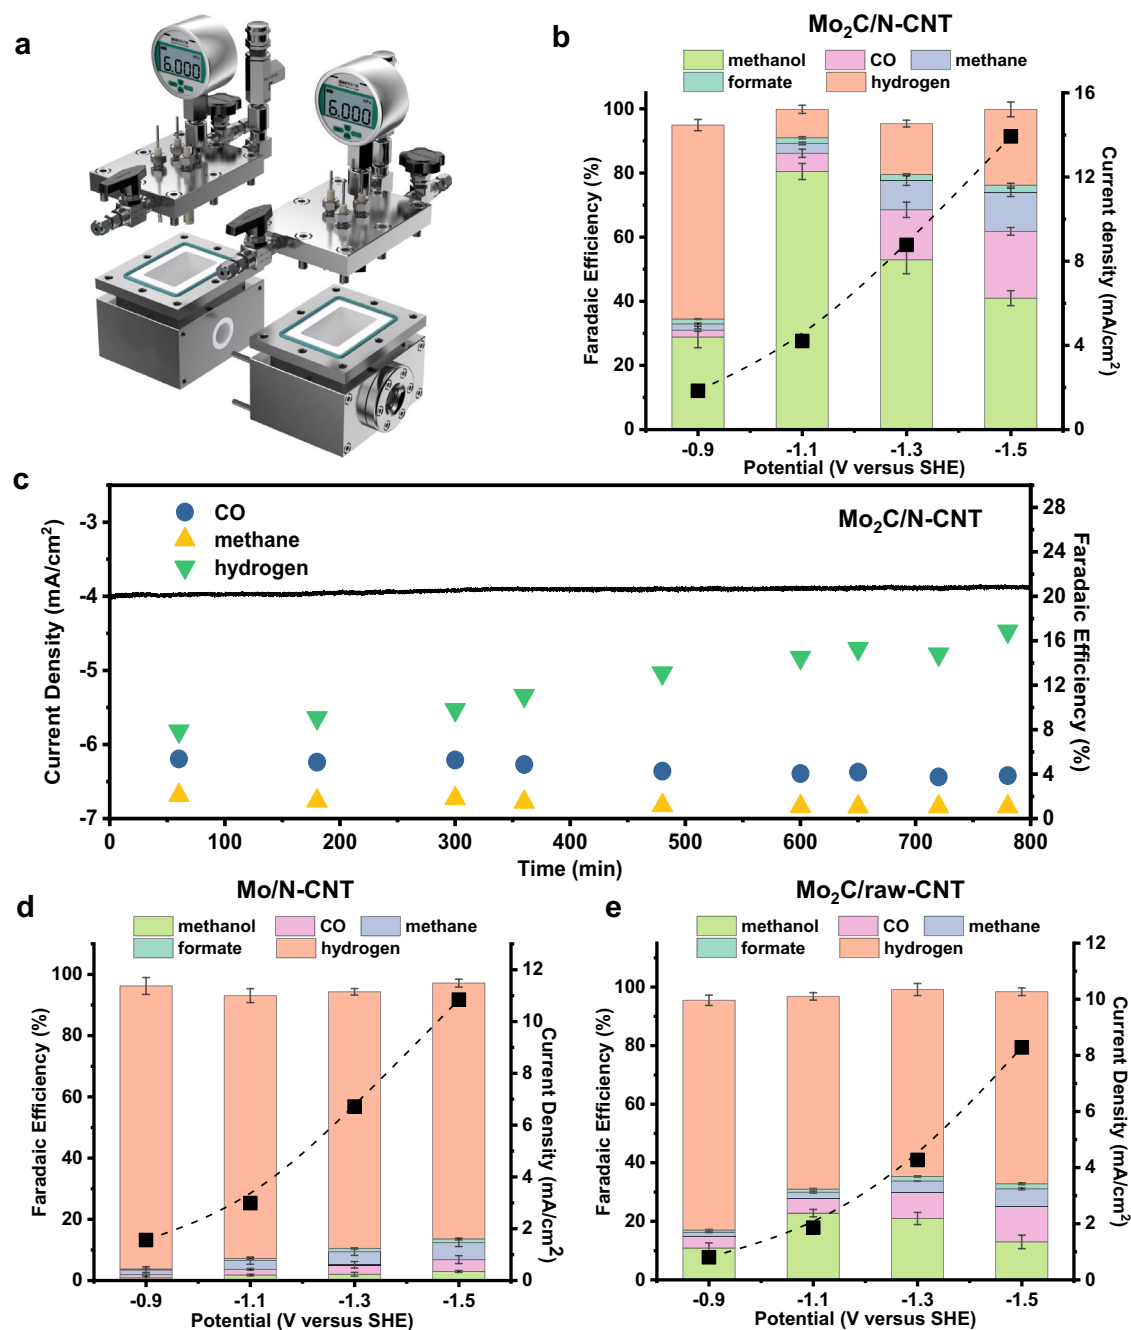 a
6.000
6.000
b
Mo₂C/N-CNT
methanol CO methane
formate hydrogen
Faradaic Efficiency (%)
100
80
60
40
20
0
-0.9 -1.1 -1.3 -1.5
Potential (V versus SHE)
16
12
8
4
0
Current density (mA/cm²)
c
Mo₂C/N-CNT
CO
methane
hydrogen
Current Density (mA/cm²)
-3
-4
-5
-6
-7
0 100 200 300 400 500 600 700 800
Time (min)
28
24
20
16
12
8
4
0
Faradaic Efficiency (%)
d
Mo/N-CNT
methanol CO methane
formate hydrogen
Faradaic Efficiency (%)
100
80
60
40
20
0
-0.9 -1.1 -1.3 -1.5
Potential (V versus SHE)
12
10
8
6
4
2
0
Current Density (mA/cm²)
e
Mo₂C/raw-CNT
methanol CO methane
formate hydrogen
Faradaic Efficiency (%)
100
80
60
40
20
0
-0.9 -1.1 -1.3 -1.5
Potential (V versus SHE)
12
10
8
6
4
2
0
Current Density (mA/cm²)